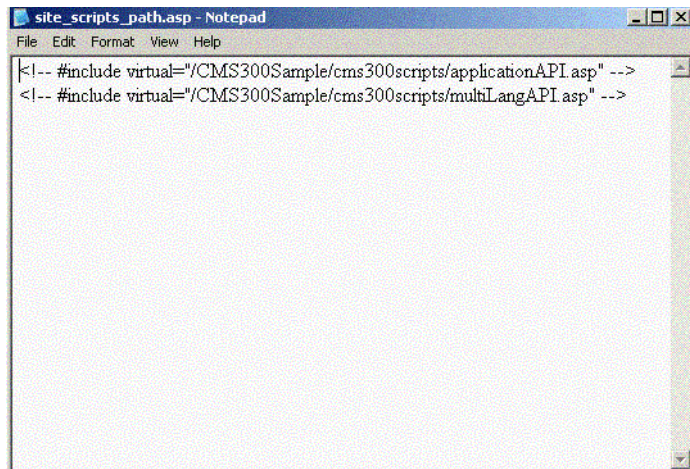 site_scripts_path.asp - Notepad
File Edit Format View Help
<!-- #include virtual="/CMS300Sample/cms300scripts/applicationAPI.asp" -->
<!-- #include virtual="/CMS300Sample/cms300scripts/multiLangAPI.asp" -->